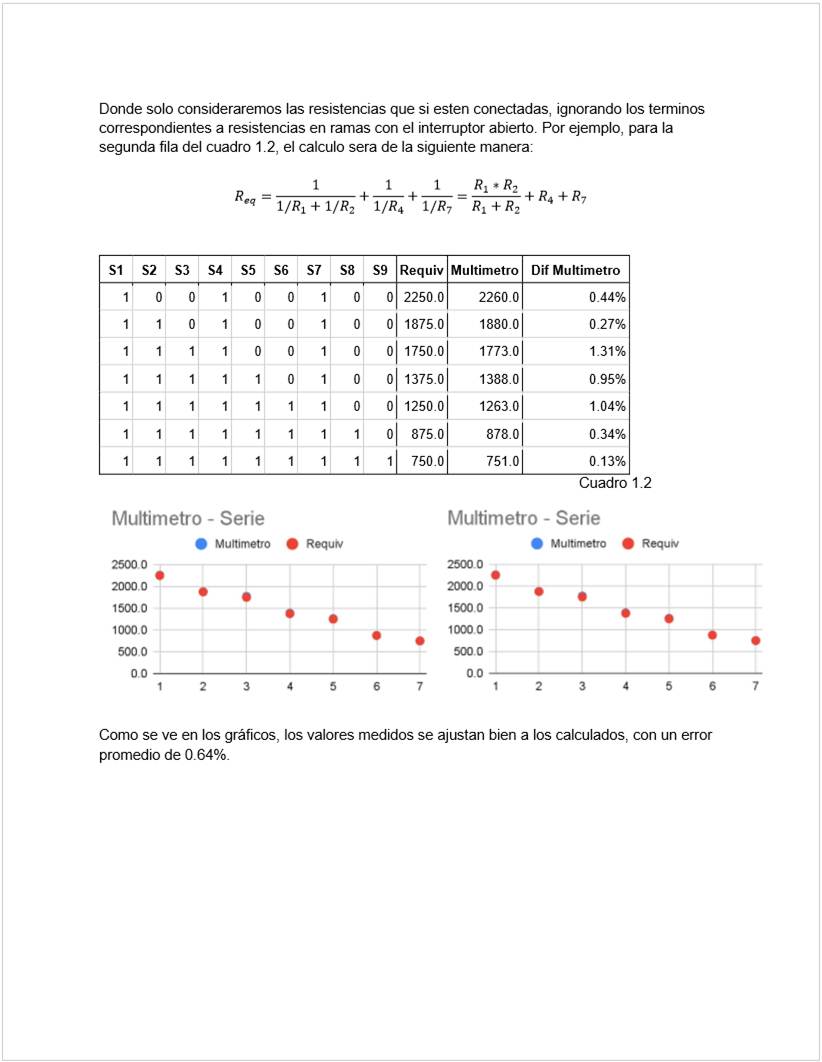 Donde solo consideraremos las resistencias que si esten conectadas, ignorando los terminos
correspondientes a resistencias en ramas con el interruptor abierto. Por ejemplo, para la
segunda fila del cuadro 1.2, el calculo sera de la siguiente manera:
R_eq = 1/(1/R_1 + 1/R_2) + 1/(1/R_4) + 1/(1/R_7) = (R_1 * R_2)/(R_1 + R_2) + R_4 + R_7
S1 S2 S3 S4 S5 S6 S7 S8 S9 Requiv Multimetro Dif Multimetro
1 0 0 1 0 0 1 0 0 2250.0 2260.0 0.44%
1 1 0 1 0 0 1 0 0 1875.0 1880.0 0.27%
1 1 1 1 0 0 1 0 0 1750.0 1773.0 1.31%
1 1 1 1 1 0 1 0 0 1375.0 1388.0 0.95%
1 1 1 1 1 1 1 0 0 1250.0 1263.0 1.04%
1 1 1 1 1 1 1 1 0 875.0 878.0 0.34%
1 1 1 1 1 1 1 1 1 750.0 751.0 0.13%
Cuadro 1.2
Multimetro - Serie
Multimetro Requiv
2500.0
2000.0
1500.0
1000.0
500.0
0.0
1 2 3 4 5 6 7
Multimetro - Serie
Multimetro Requiv
2500.0
2000.0
1500.0
1000.0
500.0
0.0
1 2 3 4 5 6 7
Como se ve en los gráficos, los valores medidos se ajustan bien a los calculados, con un error
promedio de 0.64%.